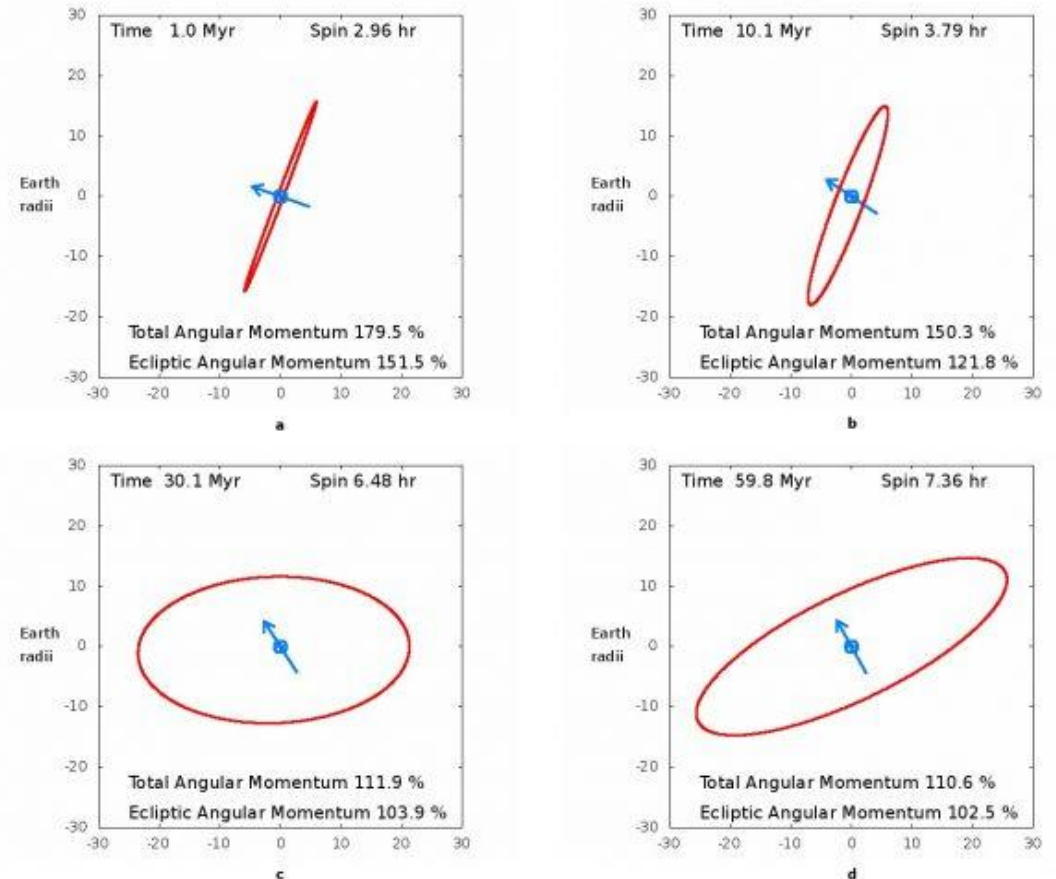 30
Time 1.0 Myr Spin 2.96 hr
20
10
Earth
radii
0
-10
-20
Total Angular Momentum 179.5 %
Ecliptic Angular Momentum 151.5 %
-30
-30 -20 -10 0 10 20 30
a
30
Time 10.1 Myr Spin 3.79 hr
20
10
Earth
radii
0
-10
-20
Total Angular Momentum 150.3 %
Ecliptic Angular Momentum 121.8 %
-30
-30 -20 -10 0 10 20 30
b
30
Time 30.1 Myr Spin 6.48 hr
20
10
Earth
radii
0
-10
-20
Total Angular Momentum 111.9 %
Ecliptic Angular Momentum 103.9 %
-30
-30 -20 -10 0 10 20 30
c
30
Time 59.8 Myr Spin 7.36 hr
20
10
Earth
radii
0
-10
-20
Total Angular Momentum 110.6 %
Ecliptic Angular Momentum 102.5 %
-30
-30 -20 -10 0 10 20 30
d